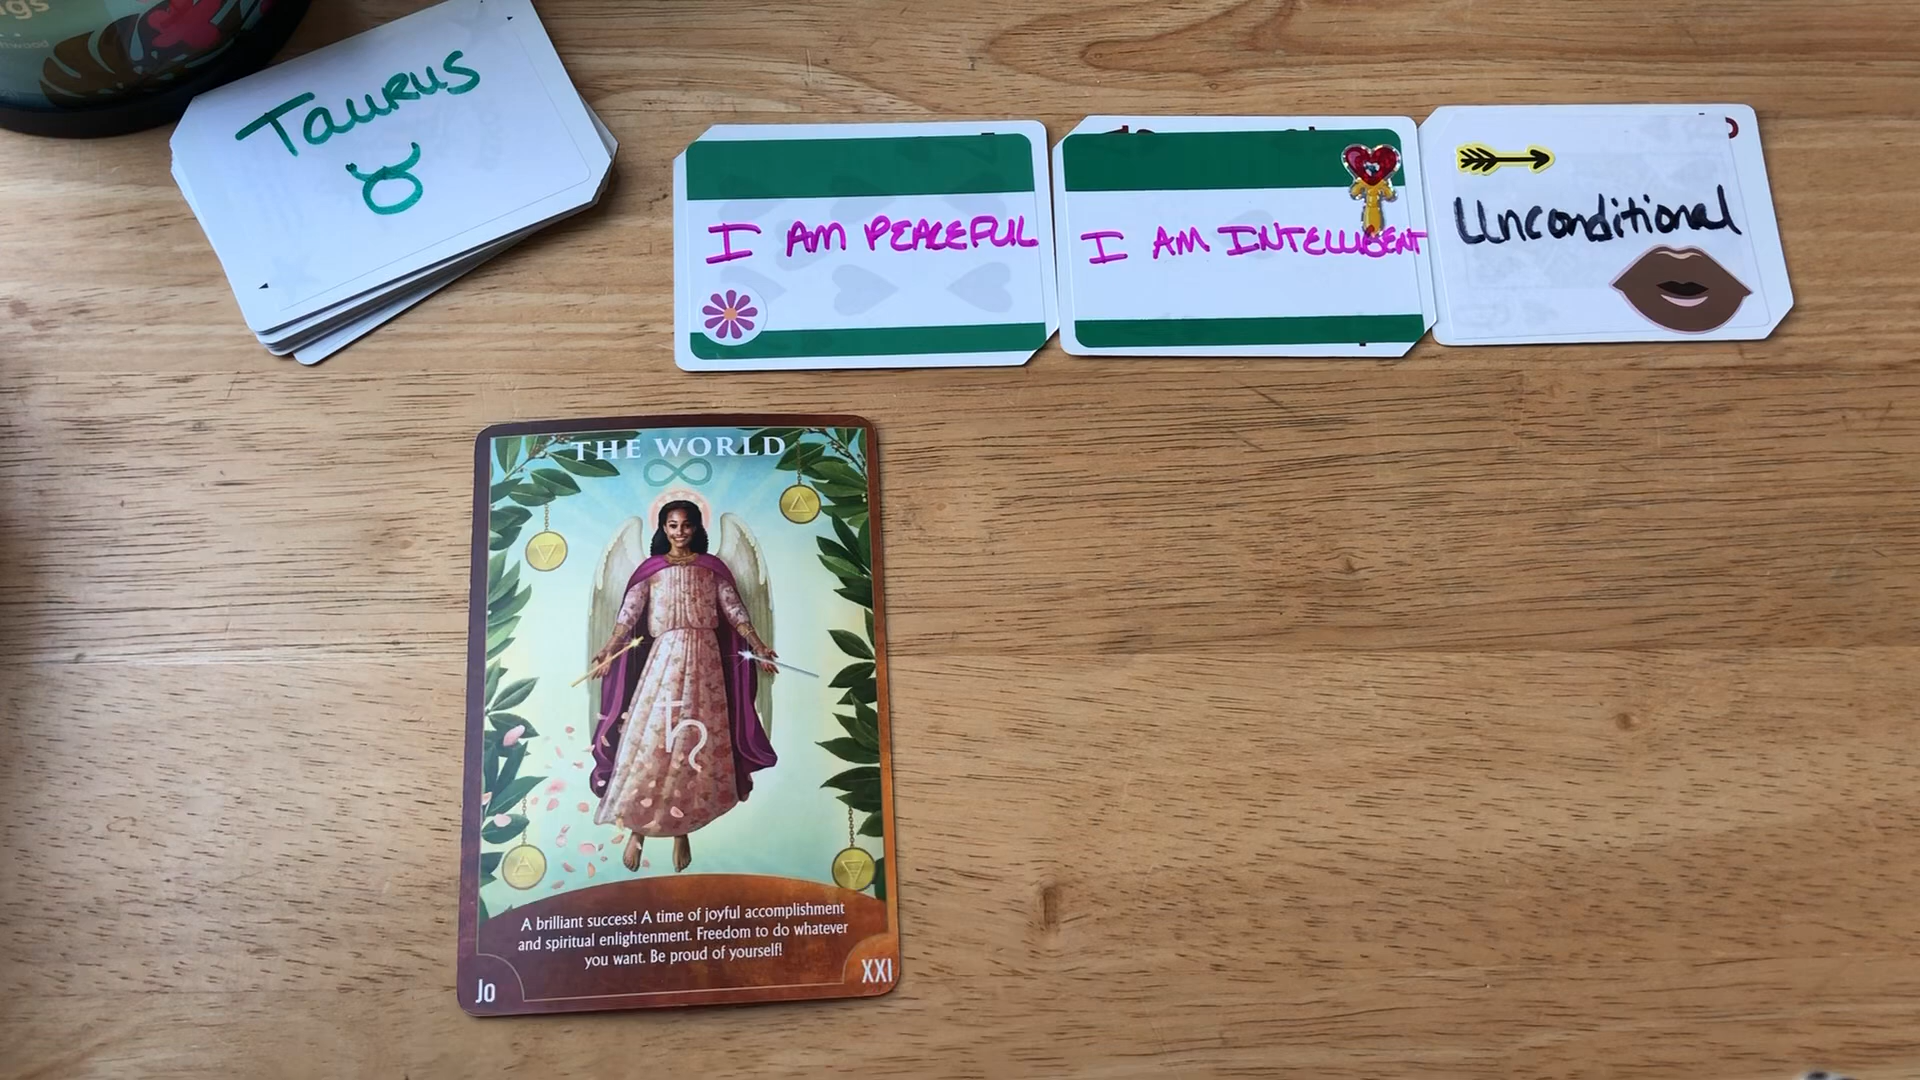 Taurus
I AM PEACEFUL
I AM INTELLIGENT
Unconditional
THE WORLD
A brilliant success! A time of joyful accomplishment
and spiritual enlightenment. Freedom to do whatever
you want. Be proud of yourself!
Jo
XXI